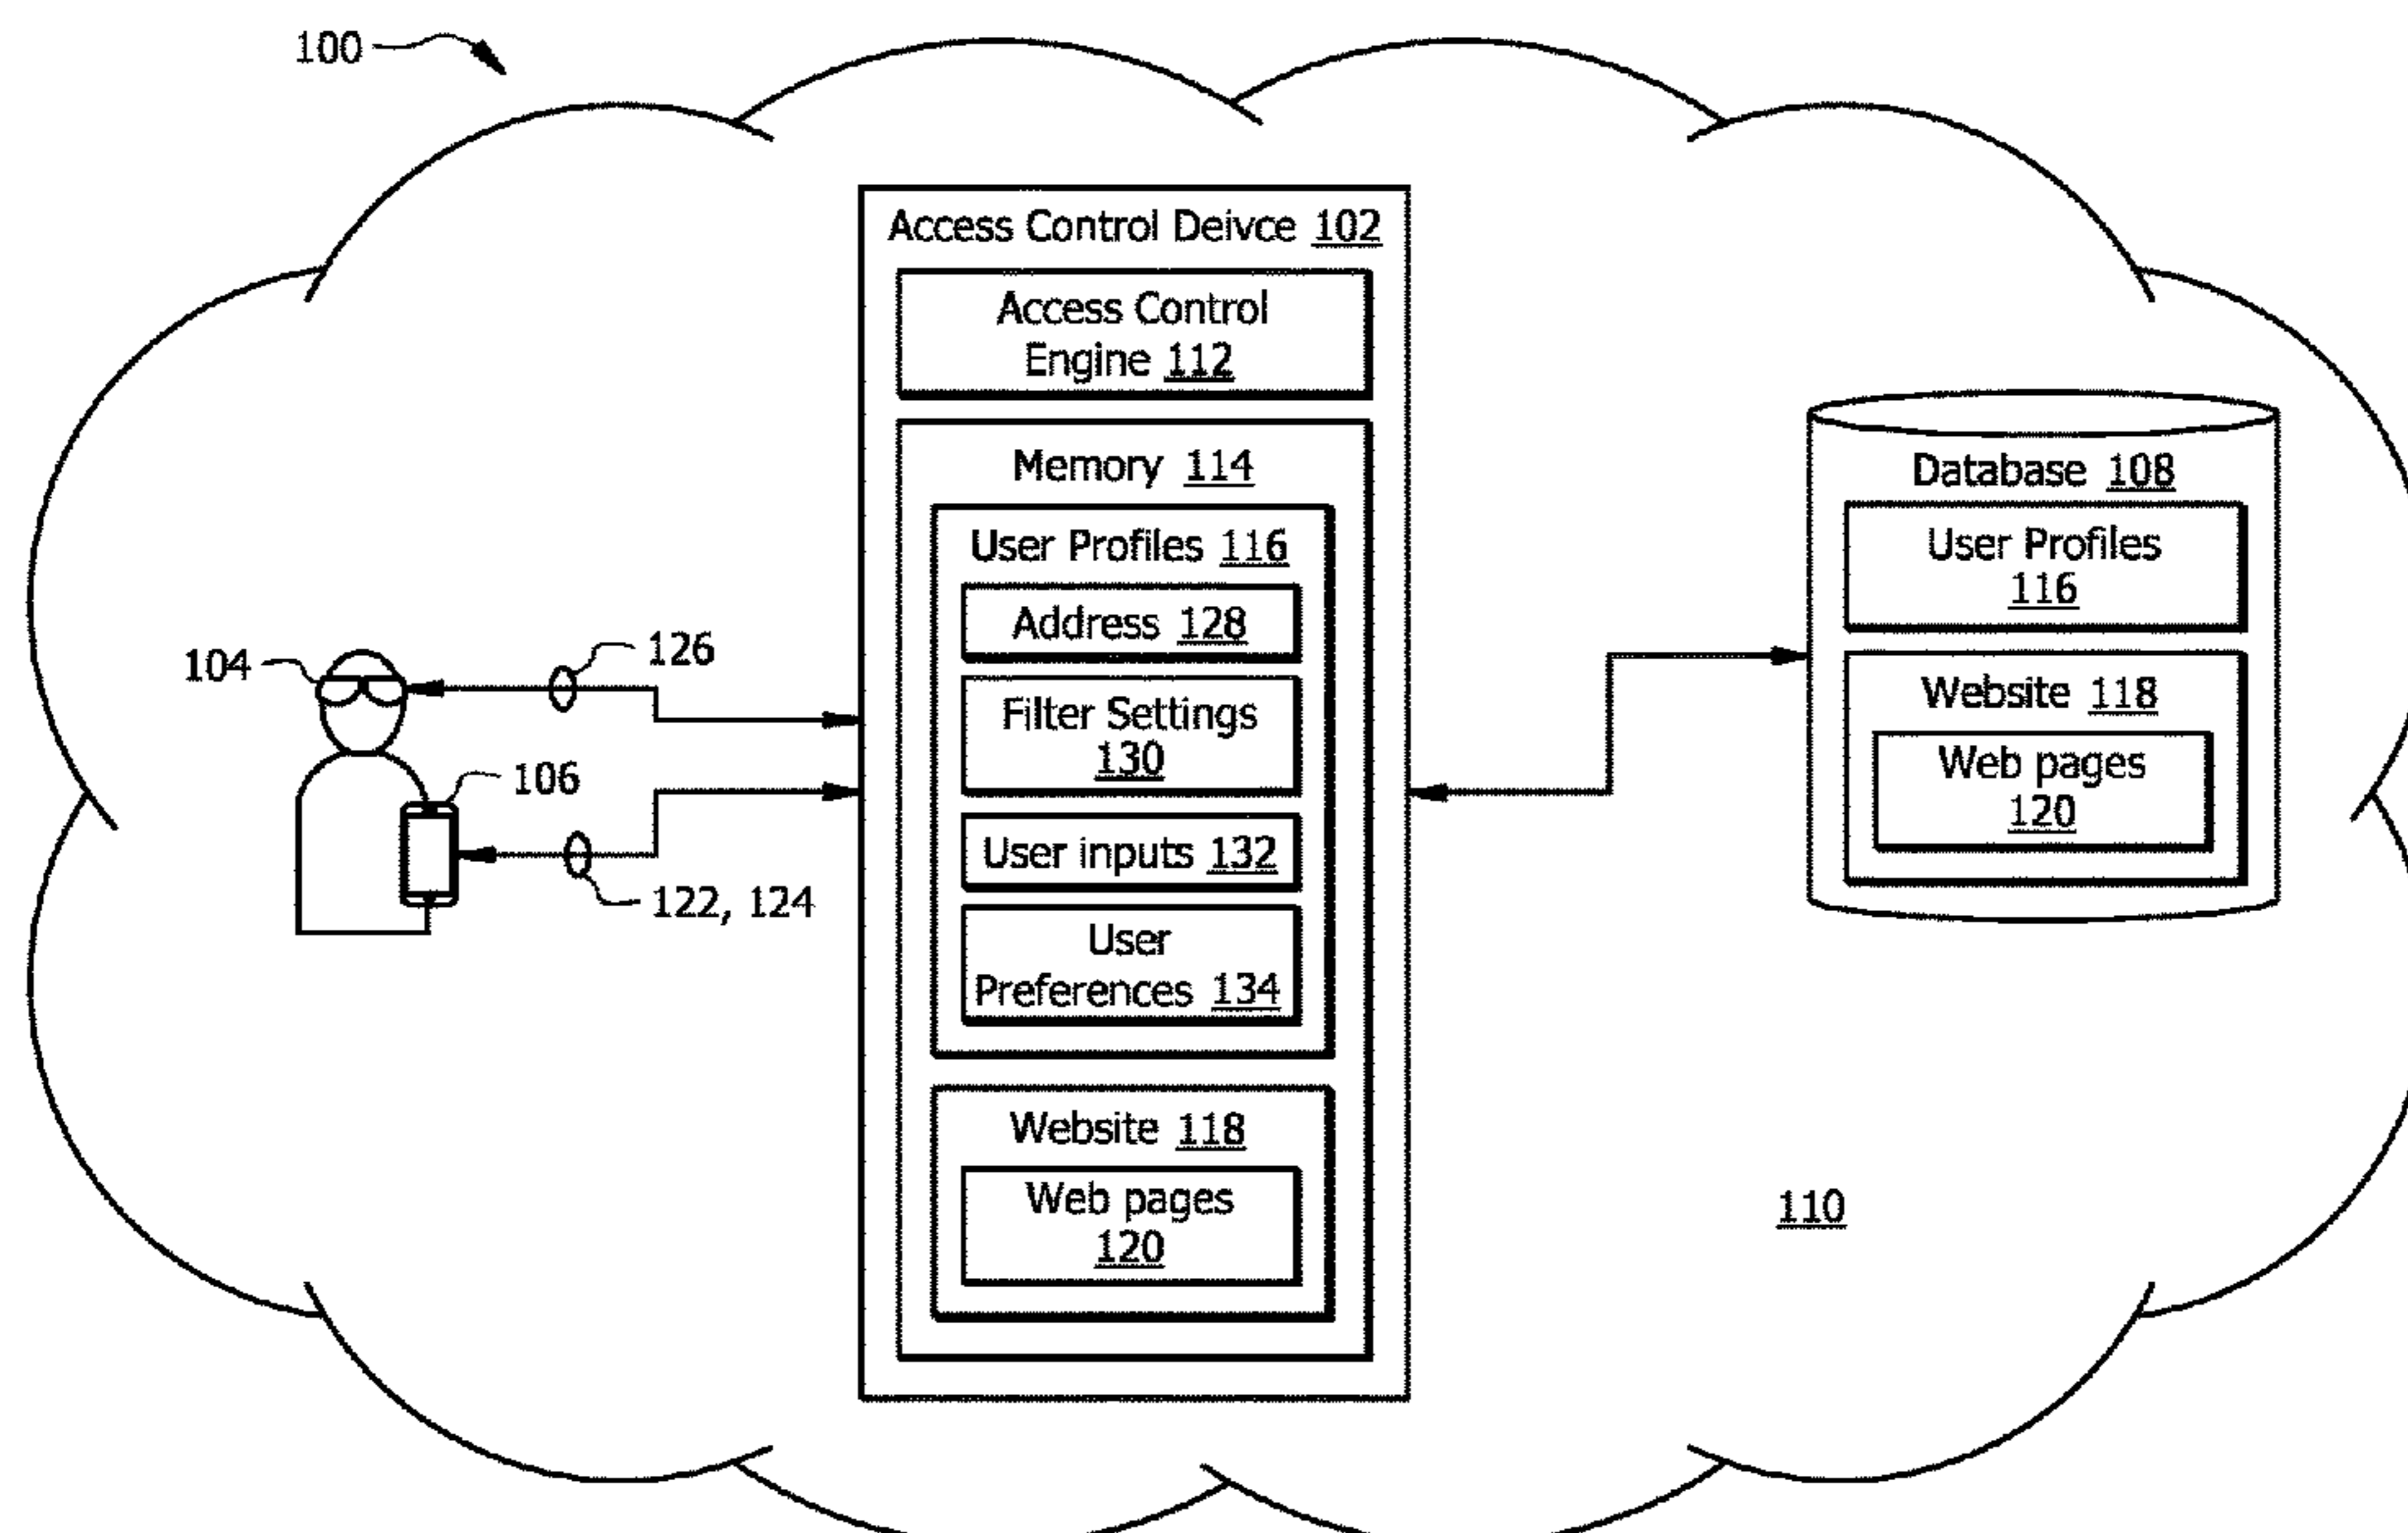 100
Access Control Deivce 102
Access Control
Engine 112
Memory 114
User Profiles 116
Address 128
Filter Settings
130
User inputs 132
User
Preferences 134
Website 118
Web pages
120
104
126
106
122, 124
Database 108
User Profiles
116
Website 118
Web pages
120
110